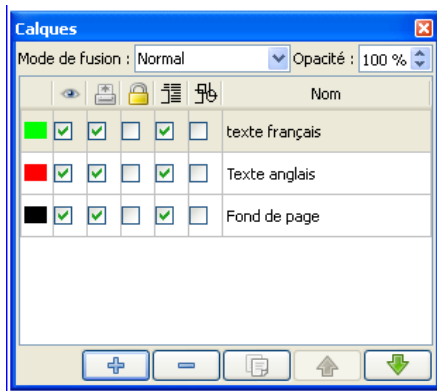 Calques
Mode de fusion : Normal Opacité : 100 %
Nom
texte français
Texte anglais
Fond de page